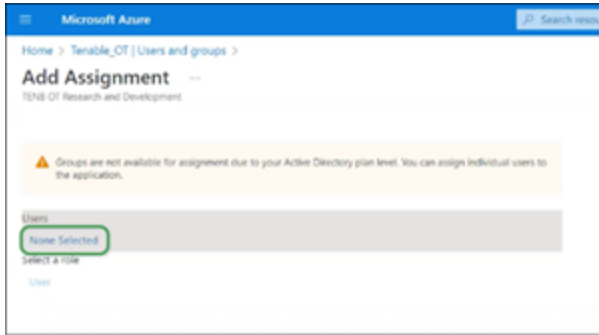 Microsoft Azure
Search resou
Home > Tenable_OT | Users and groups >
Add Assignment ...
TENB OT Research and Development
Groups are not available for assignment due to your Active Directory plan level. You can assign individual users to
the application.
Users
None Selected
Select a role
User